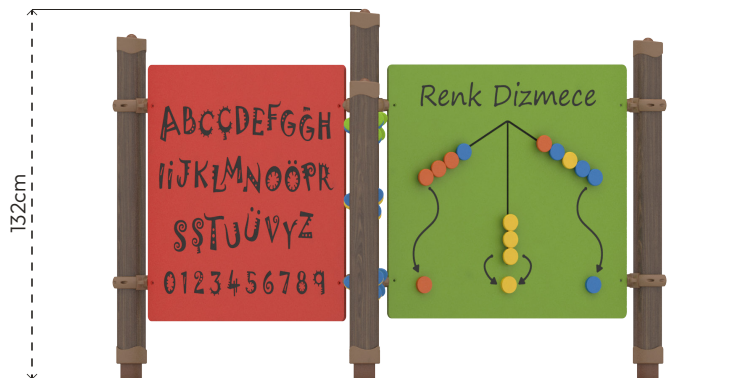 132cm
ABCÇDEFGĞH
IİJKLMNOÖPR
SŞTUÜVYZ
0123456789
Renk Dizmece